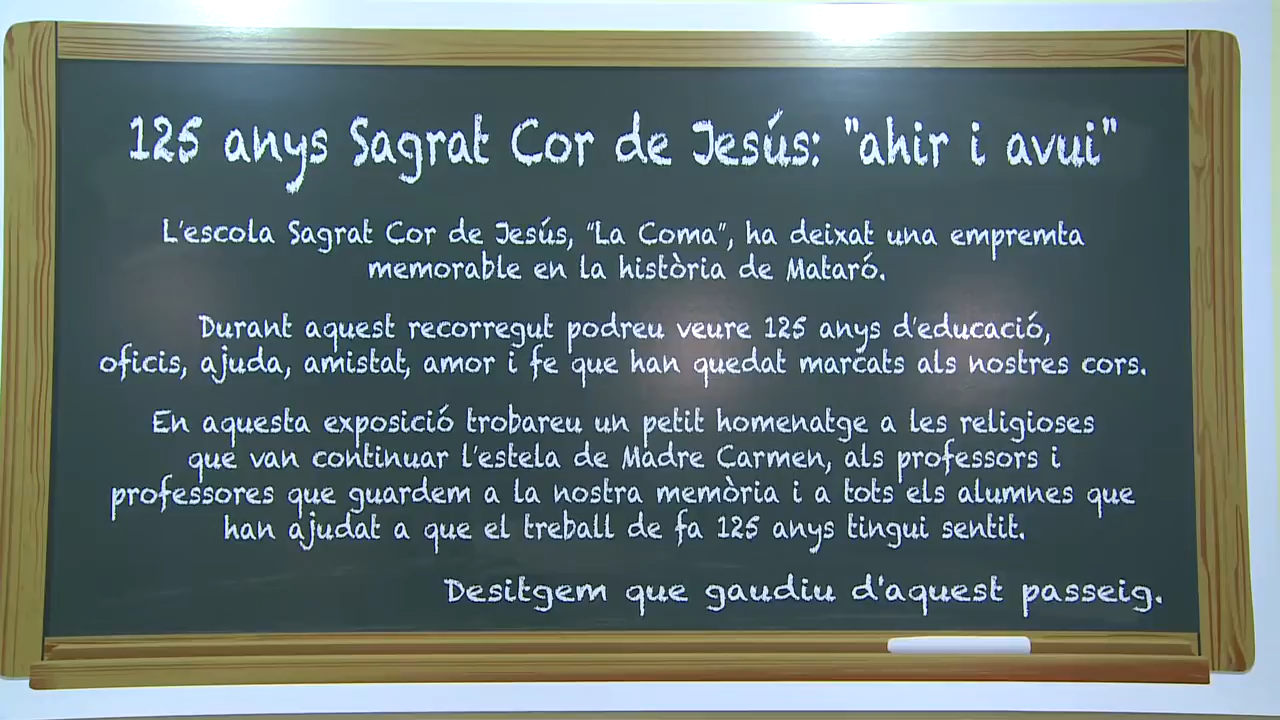 125 anys Sagrat Cor de Jesús: "ahir i avui"
L'escola Sagrat Cor de Jesús, "La Coma", ha deixat una empremta
memorable en la història de Mataró.
Durant aquest recorregut podreu veure 125 anys d'educació,
oficis, ajuda, amistat, amor i fe que han quedat marcats als nostres cors.
En aquesta exposició trobareu un petit homenatge a les religioses
que van continuar l'estela de Madre Carmen, als professors i
professores que guardem a la nostra memòria i a tots els alumnes que
han ajudat a que el treball de fa 125 anys tingui sentit.
Desitgem que gaudiu d'aquest passeig.